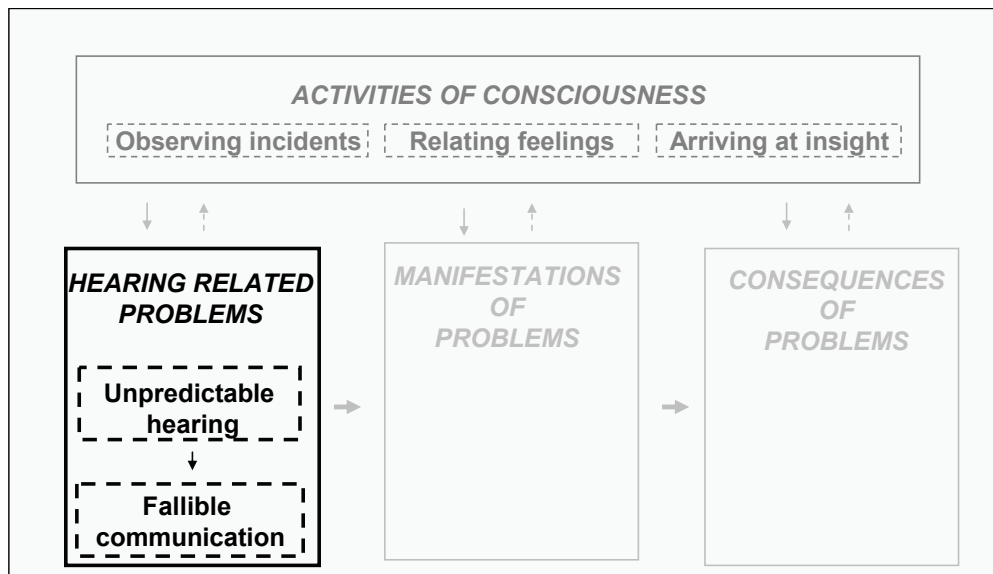 ACTIVITIES OF CONSCIOUSNESS
Observing incidents
Relating feelings
Arriving at insight
HEARING RELATED
PROBLEMS
Unpredictable
hearing
Fallible
communication
MANIFESTATIONS
OF
PROBLEMS
CONSEQUENCES
OF
PROBLEMS